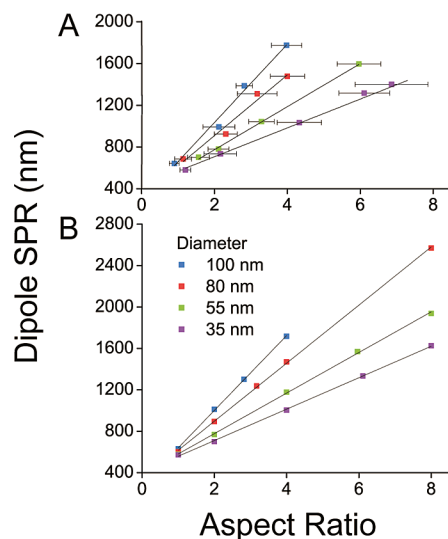 A
2000
1600
1200
800
400
0 2 4 6 8
Dipole SPR (nm)
B
2800
2400
2000
1600
1200
800
400
Diameter
100 nm
80 nm
55 nm
35 nm
0 2 4 6 8
Aspect Ratio